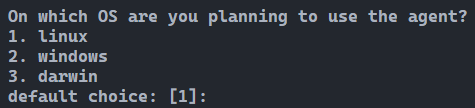 On which OS are you planning to use the agent?
1. linux
2. windows
3. darwin
default choice: [1]: